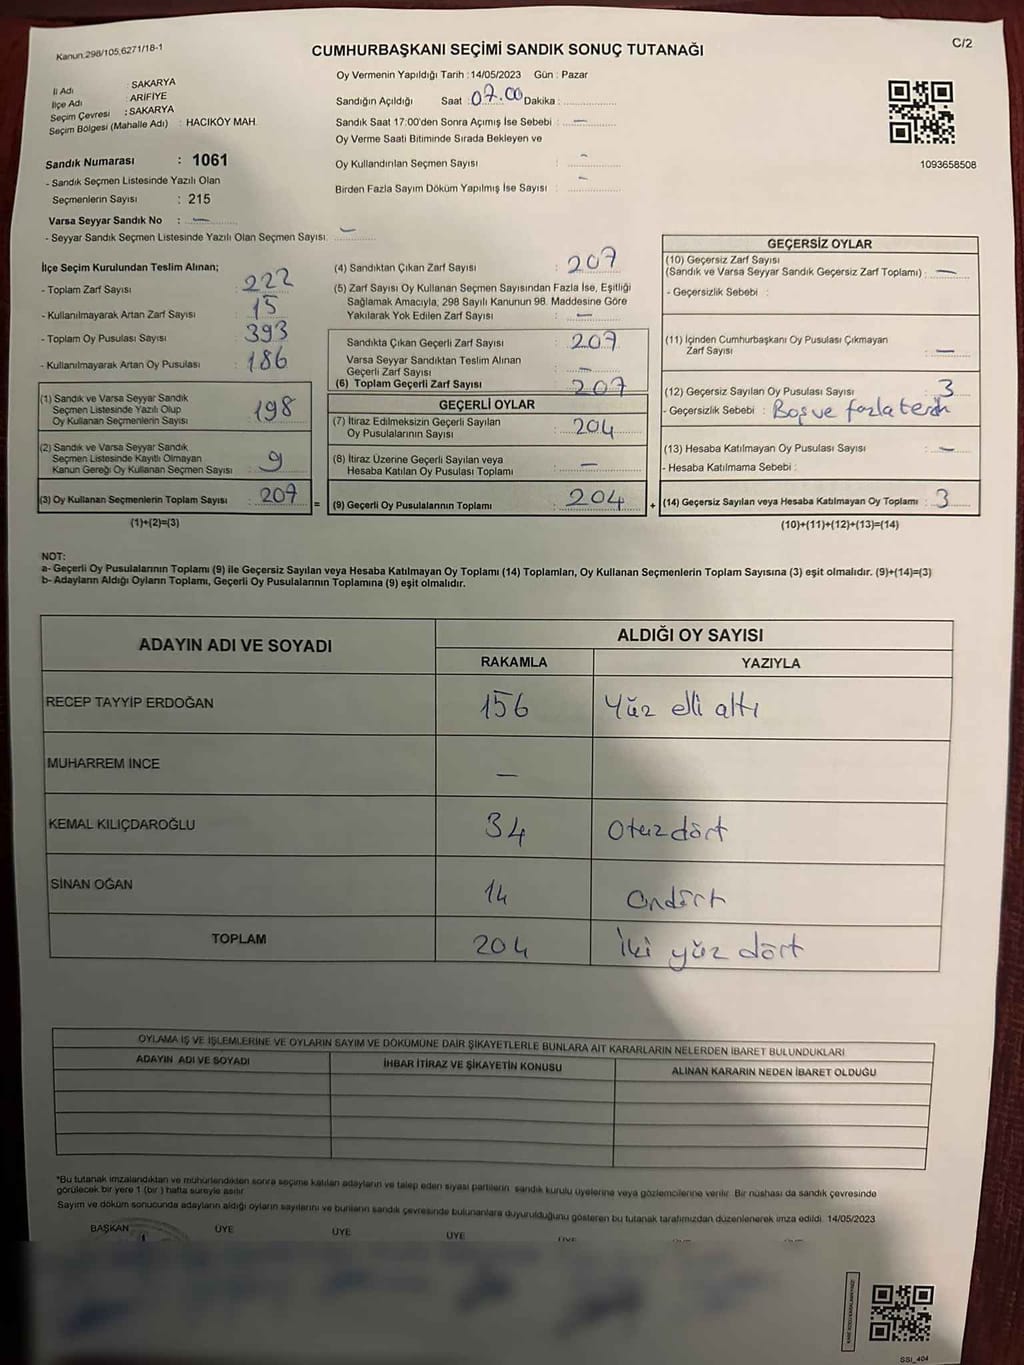 Kanun:298/105,6271/18-1
CUMHURBAŞKANI SEÇİMİ SANDIK SONUÇ TUTANAĞI
C/2
İl Adı : SAKARYA
İlçe Adı : ARİFİYE
Seçim Çevresi : SAKARYA
Seçim Bölgesi (Mahalle Adı) : HACIKÖY MAH.
Sandık Numarası : 1061
- Sandık Seçmen Listesinde Yazılı Olan
Seçmenlerin Sayısı : 215
Varsa Seyyar Sandık No : —
- Seyyar Sandık Seçmen Listesinde Yazılı Olan Seçmen Sayısı: —
Oy Vermenin Yapıldığı Tarih :14/05/2023 Gün : Pazar
Sandığın Açıldığı Saat :07.00 Dakika :
Sandık Saat 17:00'den Sonra Açımış İse Sebebi : —
Oy Verme Saati Bitiminde Sırada Bekleyen ve
Oy Kullandırılan Seçmen Sayısı : -
Birden Fazla Sayım Döküm Yapılmış İse Sayısı : -
1093658508
İlçe Seçim Kurulundan Teslim Alınan;
- Toplam Zarf Sayısı : 222
- Kullanılmayarak Artan Zarf Sayısı : 15
- Toplam Oy Pusulası Sayısı : 393
- Kullanılmayarak Artan Oy Pusulası : 186
(1) Sandık ve Varsa Seyyar Sandık
Seçmen Listesinde Yazılı Olup
Oy Kullanan Seçmenlerin Sayısı : 198
(2) Sandık ve Varsa Seyyar Sandık
Seçmen Listesinde Kayıtlı Olmayan
Kanun Gereği Oy Kullanan Seçmen Sayısı : 9
(3) Oy Kullanan Seçmenlerin Toplam Sayısı : 207
(1)+(2)=(3)
(4) Sandıktan Çıkan Zarf Sayısı : 207
(5) Zarf Sayısı Oy Kullanan Seçmen Sayısından Fazla İse, Eşitliği
Sağlamak Amacıyla, 298 Sayılı Kanunun 98. Maddesine Göre
Yakılarak Yok Edilen Zarf Sayısı : —
Sandıkta Çıkan Geçerli Zarf Sayısı : 207
Varsa Seyyar Sandıktan Teslim Alınan
Geçerli Zarf Sayısı : —
(6) Toplam Geçerli Zarf Sayısı : 207
GEÇERLİ OYLAR
(7) İtiraz Edilmeksizin Geçerli Sayılan
Oy Pusulalarının Sayısı : 204
(8) İtiraz Üzerine Geçerli Sayılan veya
Hesaba Katılan Oy Pusulası Toplamı : —
= (9) Geçerli Oy Pusulalarının Toplamı : 204 +
GEÇERSİZ OYLAR
(10) Geçersiz Zarf Sayısı
(Sandık ve Varsa Seyyar Sandık Geçersiz Zarf Toplamı) : —
- Geçersizlik Sebebi :
(11) İçinden Cumhurbaşkanı Oy Pusulası Çıkmayan
Zarf Sayısı : —
(12) Geçersiz Sayılan Oy Pusulası Sayısı : 3
- Geçersizlik Sebebi : Boş ve fazla tercih
(13) Hesaba Katılmayan Oy Pusulası Sayısı : —
- Hesaba Katılmama Sebebi :
(14) Geçersiz Sayılan veya Hesaba Katılmayan Oy Toplamı : 3
(10)+(11)+(12)+(13)=(14)
NOT:
a- Geçerli Oy Pusulalarının Toplamı (9) ile Geçersiz Sayılan veya Hesaba Katılmayan Oy Toplamı (14) Toplamları, Oy Kullanan Seçmenlerin Toplam Sayısına (3) eşit olmalıdır. (9)+(14)=(3)
b- Adayların Aldığı Oyların Toplamı, Geçerli Oy Pusulalarının Toplamına (9) eşit olmalıdır.
ADAYIN ADI VE SOYADI
ALDIĞI OY SAYISI
RAKAMLA YAZIYLA
RECEP TAYYİP ERDOĞAN 156 Yüz elli altı
MUHARREM İNCE —
KEMAL KILIÇDAROĞLU 34 Otuzdört
SİNAN OĞAN 14 Ondört
TOPLAM 204 İki yüz dört
OYLAMA İŞ VE İŞLEMLERİNE VE OYLARIN SAYIM VE DÖKÜMÜNE DAİR ŞİKAYETLERLE BUNLARA AİT KARARLARIN NELERDEN İBARET BULUNDUKLARI
ADAYIN ADI VE SOYADI İHBAR İTİRAZ VE ŞİKAYETİN KONUSU ALINAN KARARIN NEDEN İBARET OLDUĞU
*Bu tutanak imzalandıktan ve mühürlendikten sonra seçime katılan adayların ve talep eden siyasi partilerin sandık kurulu üyelerine veya gözlemcilerine verilir. Bir nüshası da sandık çevresinde
görülecek bir yere 1 (bir ) hafta süreyle asılır.
Sayım ve döküm sonucunda adayların aldığı oyların sayılarını ve bunların sandık çevresinde bulunanlara duyurulduğunu gösteren bu tutanak tarafımızdan düzenlenerek imza edildi. 14/05/2023
BAŞKAN ÜYE ÜYE ÜYE ÜYE
SSI_404